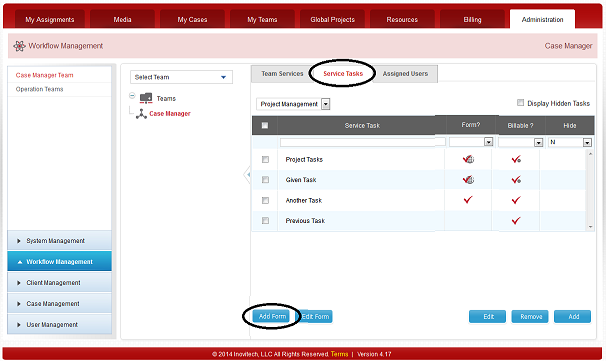 My Assignments Media My Cases My Teams Global Projects Resources Billing Administration
Workflow Management Case Manager
Case Manager Team
Operation Teams
System Management
Workflow Management
Client Management
Case Management
User Management
Select Team
Teams
Case Manager
Team Services Service Tasks Assigned Users
Project Management Display Hidden Tasks
Service Task Form? Billable ? Hide
N
Project Tasks
Given Task
Another Task
Previous Task
Add Form Edit Form Edit Remove Add
© 2014 Inovitech, LLC All Rights Reserved. Terms | Version 4.17